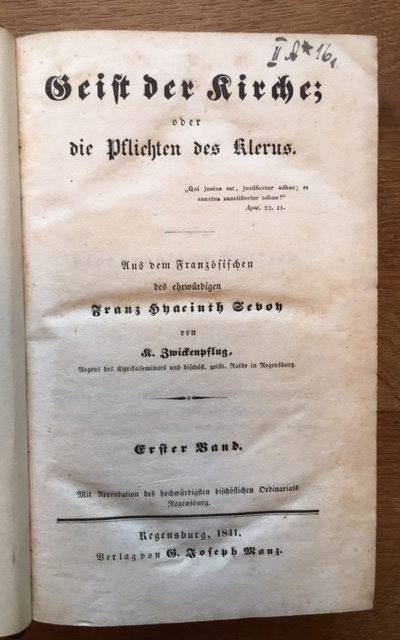 Geist der Kirche;
oder
die Pflichten des Klerus.
„Qui justus est, justificetur adhuc; et
sanctus sanctificetur adhuc!“
Apoc. 22, 11.
Aus dem Französischen
des ehrwürdigen
Franz Hyacinth Sevoy
von
K. Zwickenpflug,
Regens des Klerikalseminars und bischöfl. geistl. Rathe in Regensburg.
Erster Band.
Mit Approbation des hochwürdigsten bischöflichen Ordinariats
Regensburg.
Regensburg, 1841.
Verlag von G. Joseph Manz.